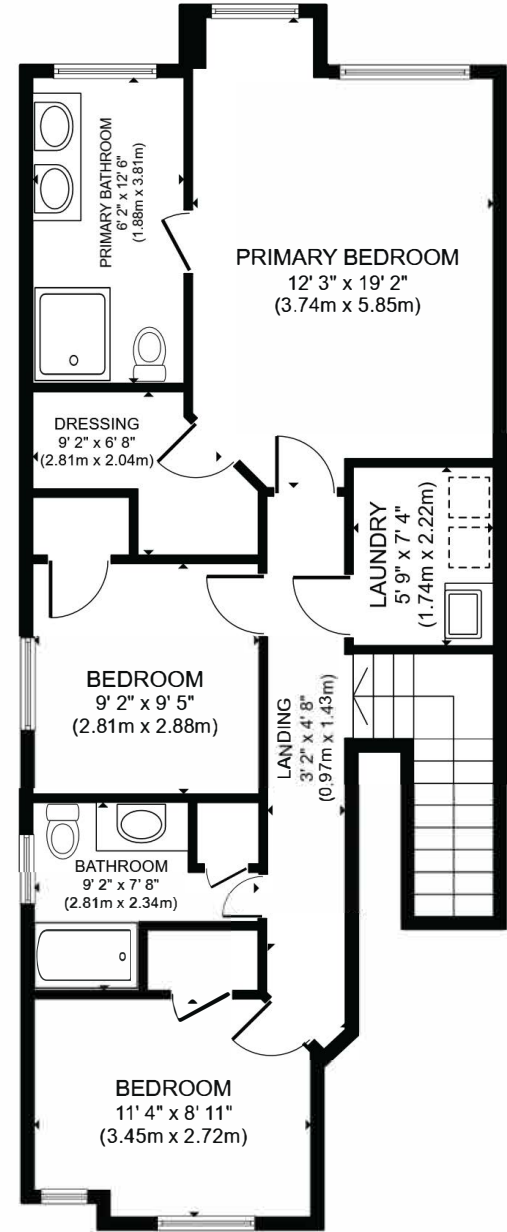 PRIMARY BATHROOM
6' 2" x 12' 6"
(1.88m x 3.81m)
PRIMARY BEDROOM
12' 3" x 19' 2"
(3.74m x 5.85m)
DRESSING
9' 2" x 6' 8"
(2.81m x 2.04m)
LAUNDRY
5' 9" x 7' 4"
(1.74m x 2.22m)
BEDROOM
9' 2" x 9' 5"
(2.81m x 2.88m)
LANDING
3' 2" x 4' 8"
(0.97m x 1.43m)
BATHROOM
9' 2" x 7' 8"
(2.81m x 2.34m)
BEDROOM
11' 4" x 8' 11"
(3.45m x 2.72m)